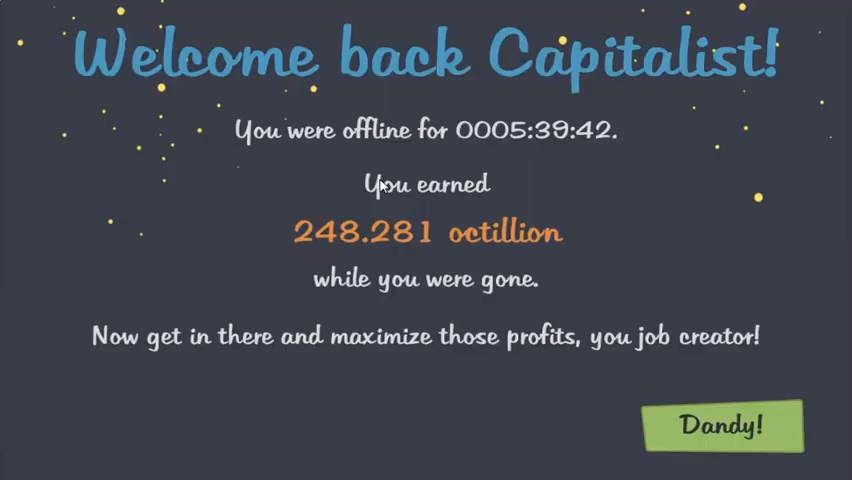 Welcome back Capitalist!
You were offline for 0005:39:42.
You earned
248.281 octillion
while you were gone.
Now get in there and maximize those profits, you job creator!
Dandy!